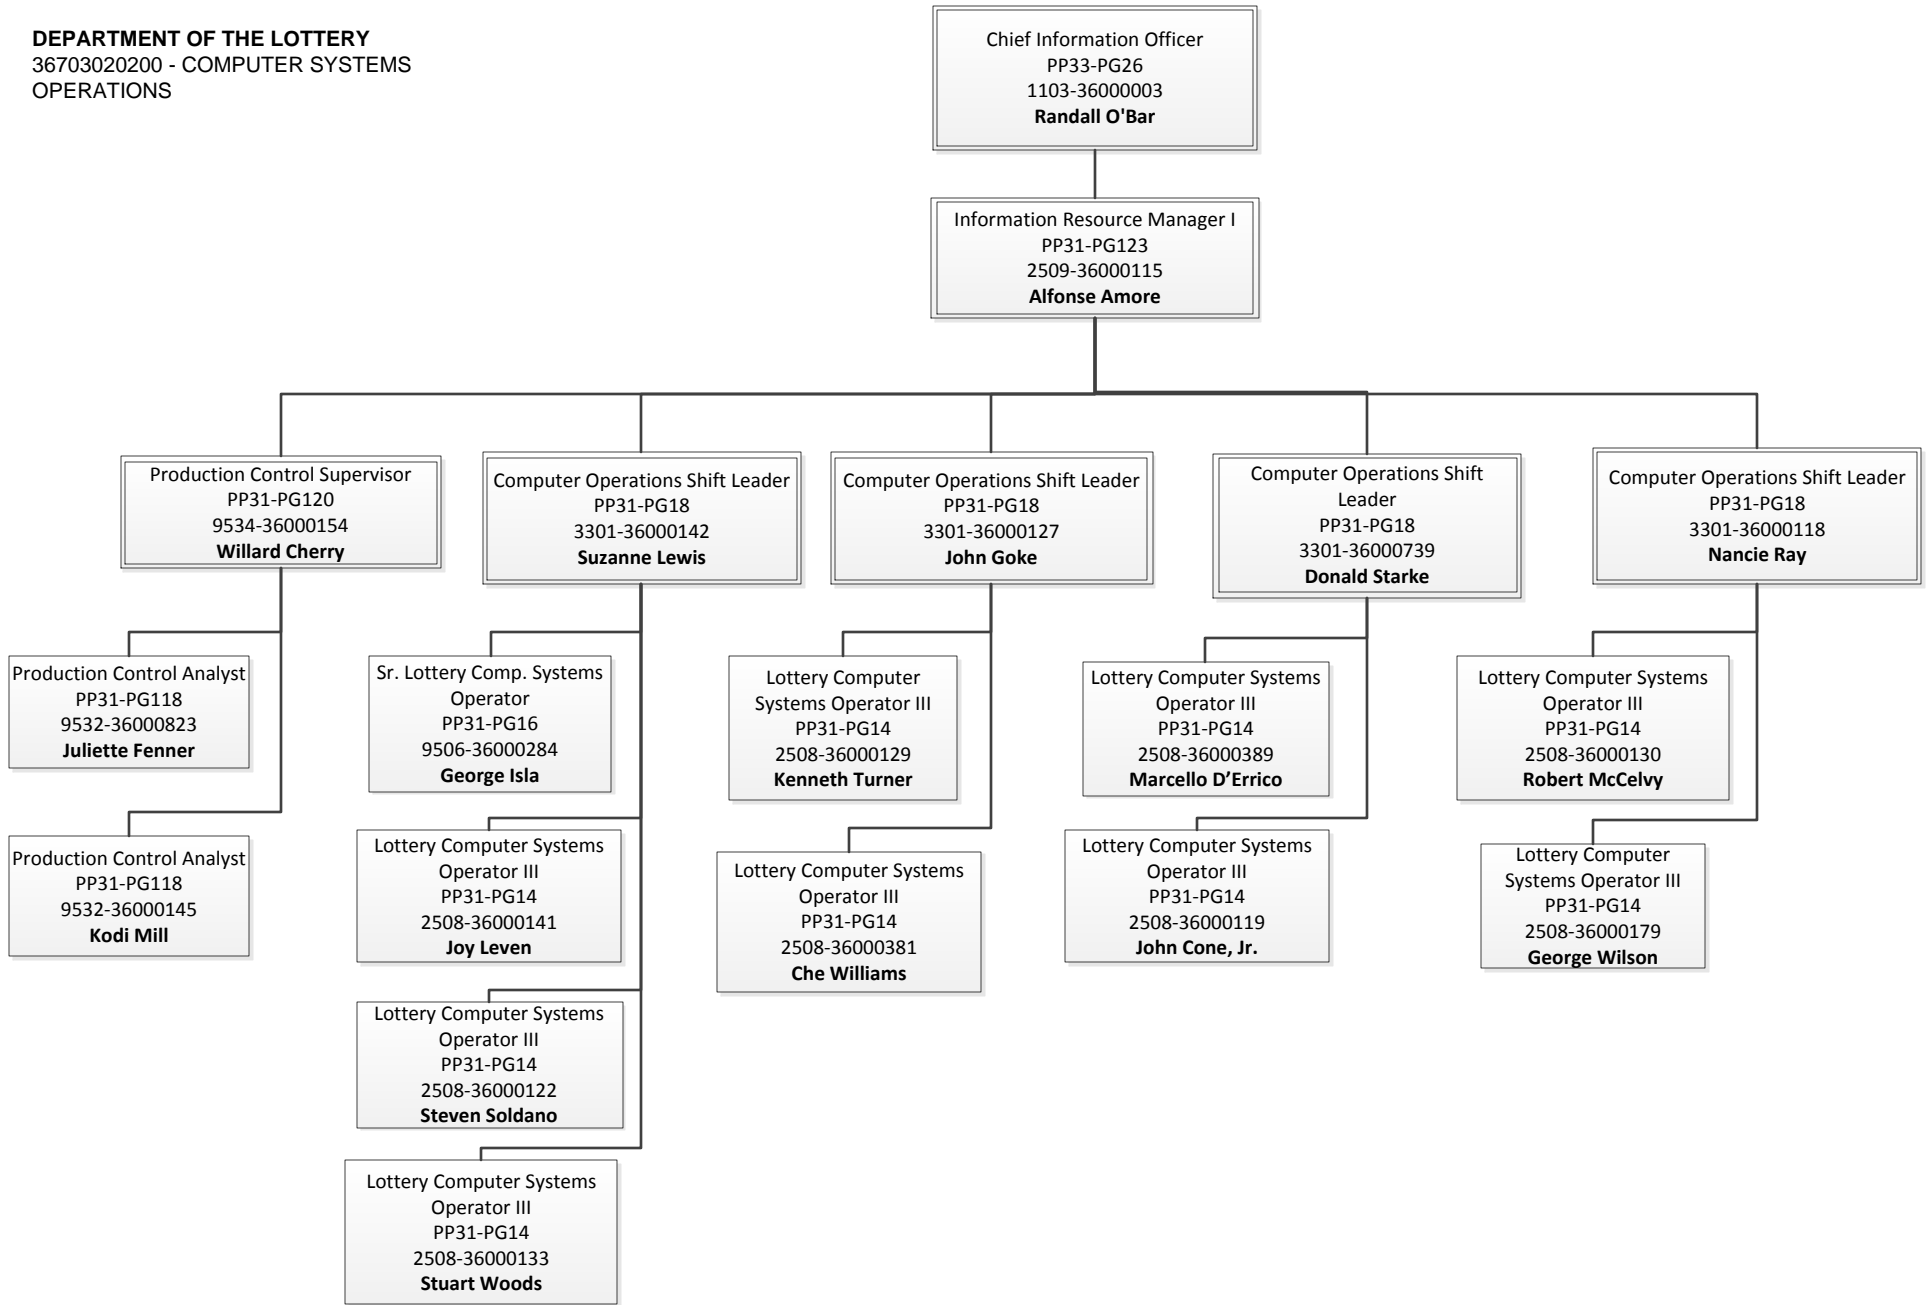 DEPARTMENT OF THE LOTTERY
36703020200 - COMPUTER SYSTEMS
OPERATIONS
Chief Information Officer
PP33-PG26
1103-36000003
Randall O'Bar
Information Resource Manager I
PP31-PG123
2509-36000115
Alfonse Amore
Production Control Supervisor
PP31-PG120
9534-36000154
Willard Cherry
Computer Operations Shift Leader
PP31-PG18
3301-36000142
Suzanne Lewis
Computer Operations Shift Leader
PP31-PG18
3301-36000127
John Goke
Computer Operations Shift
Leader
PP31-PG18
3301-36000739
Donald Starke
Computer Operations Shift Leader
PP31-PG18
3301-36000118
Nancie Ray
Production Control Analyst
PP31-PG118
9532-36000823
Juliette Fenner
Production Control Analyst
PP31-PG118
9532-36000145
Kodi Mill
Sr. Lottery Comp. Systems
Operator
PP31-PG16
9506-36000284
George Isla
Lottery Computer Systems
Operator III
PP31-PG14
2508-36000141
Joy Leven
Lottery Computer Systems
Operator III
PP31-PG14
2508-36000122
Steven Soldano
Lottery Computer Systems
Operator III
PP31-PG14
2508-36000133
Stuart Woods
Lottery Computer
Systems Operator III
PP31-PG14
2508-36000129
Kenneth Turner
Lottery Computer Systems
Operator III
PP31-PG14
2508-36000381
Che Williams
Lottery Computer Systems
Operator III
PP31-PG14
2508-36000389
Marcello D’Errico
Lottery Computer Systems
Operator III
PP31-PG14
2508-36000119
John Cone, Jr.
Lottery Computer Systems
Operator III
PP31-PG14
2508-36000130
Robert McCelvy
Lottery Computer
Systems Operator III
PP31-PG14
2508-36000179
George Wilson